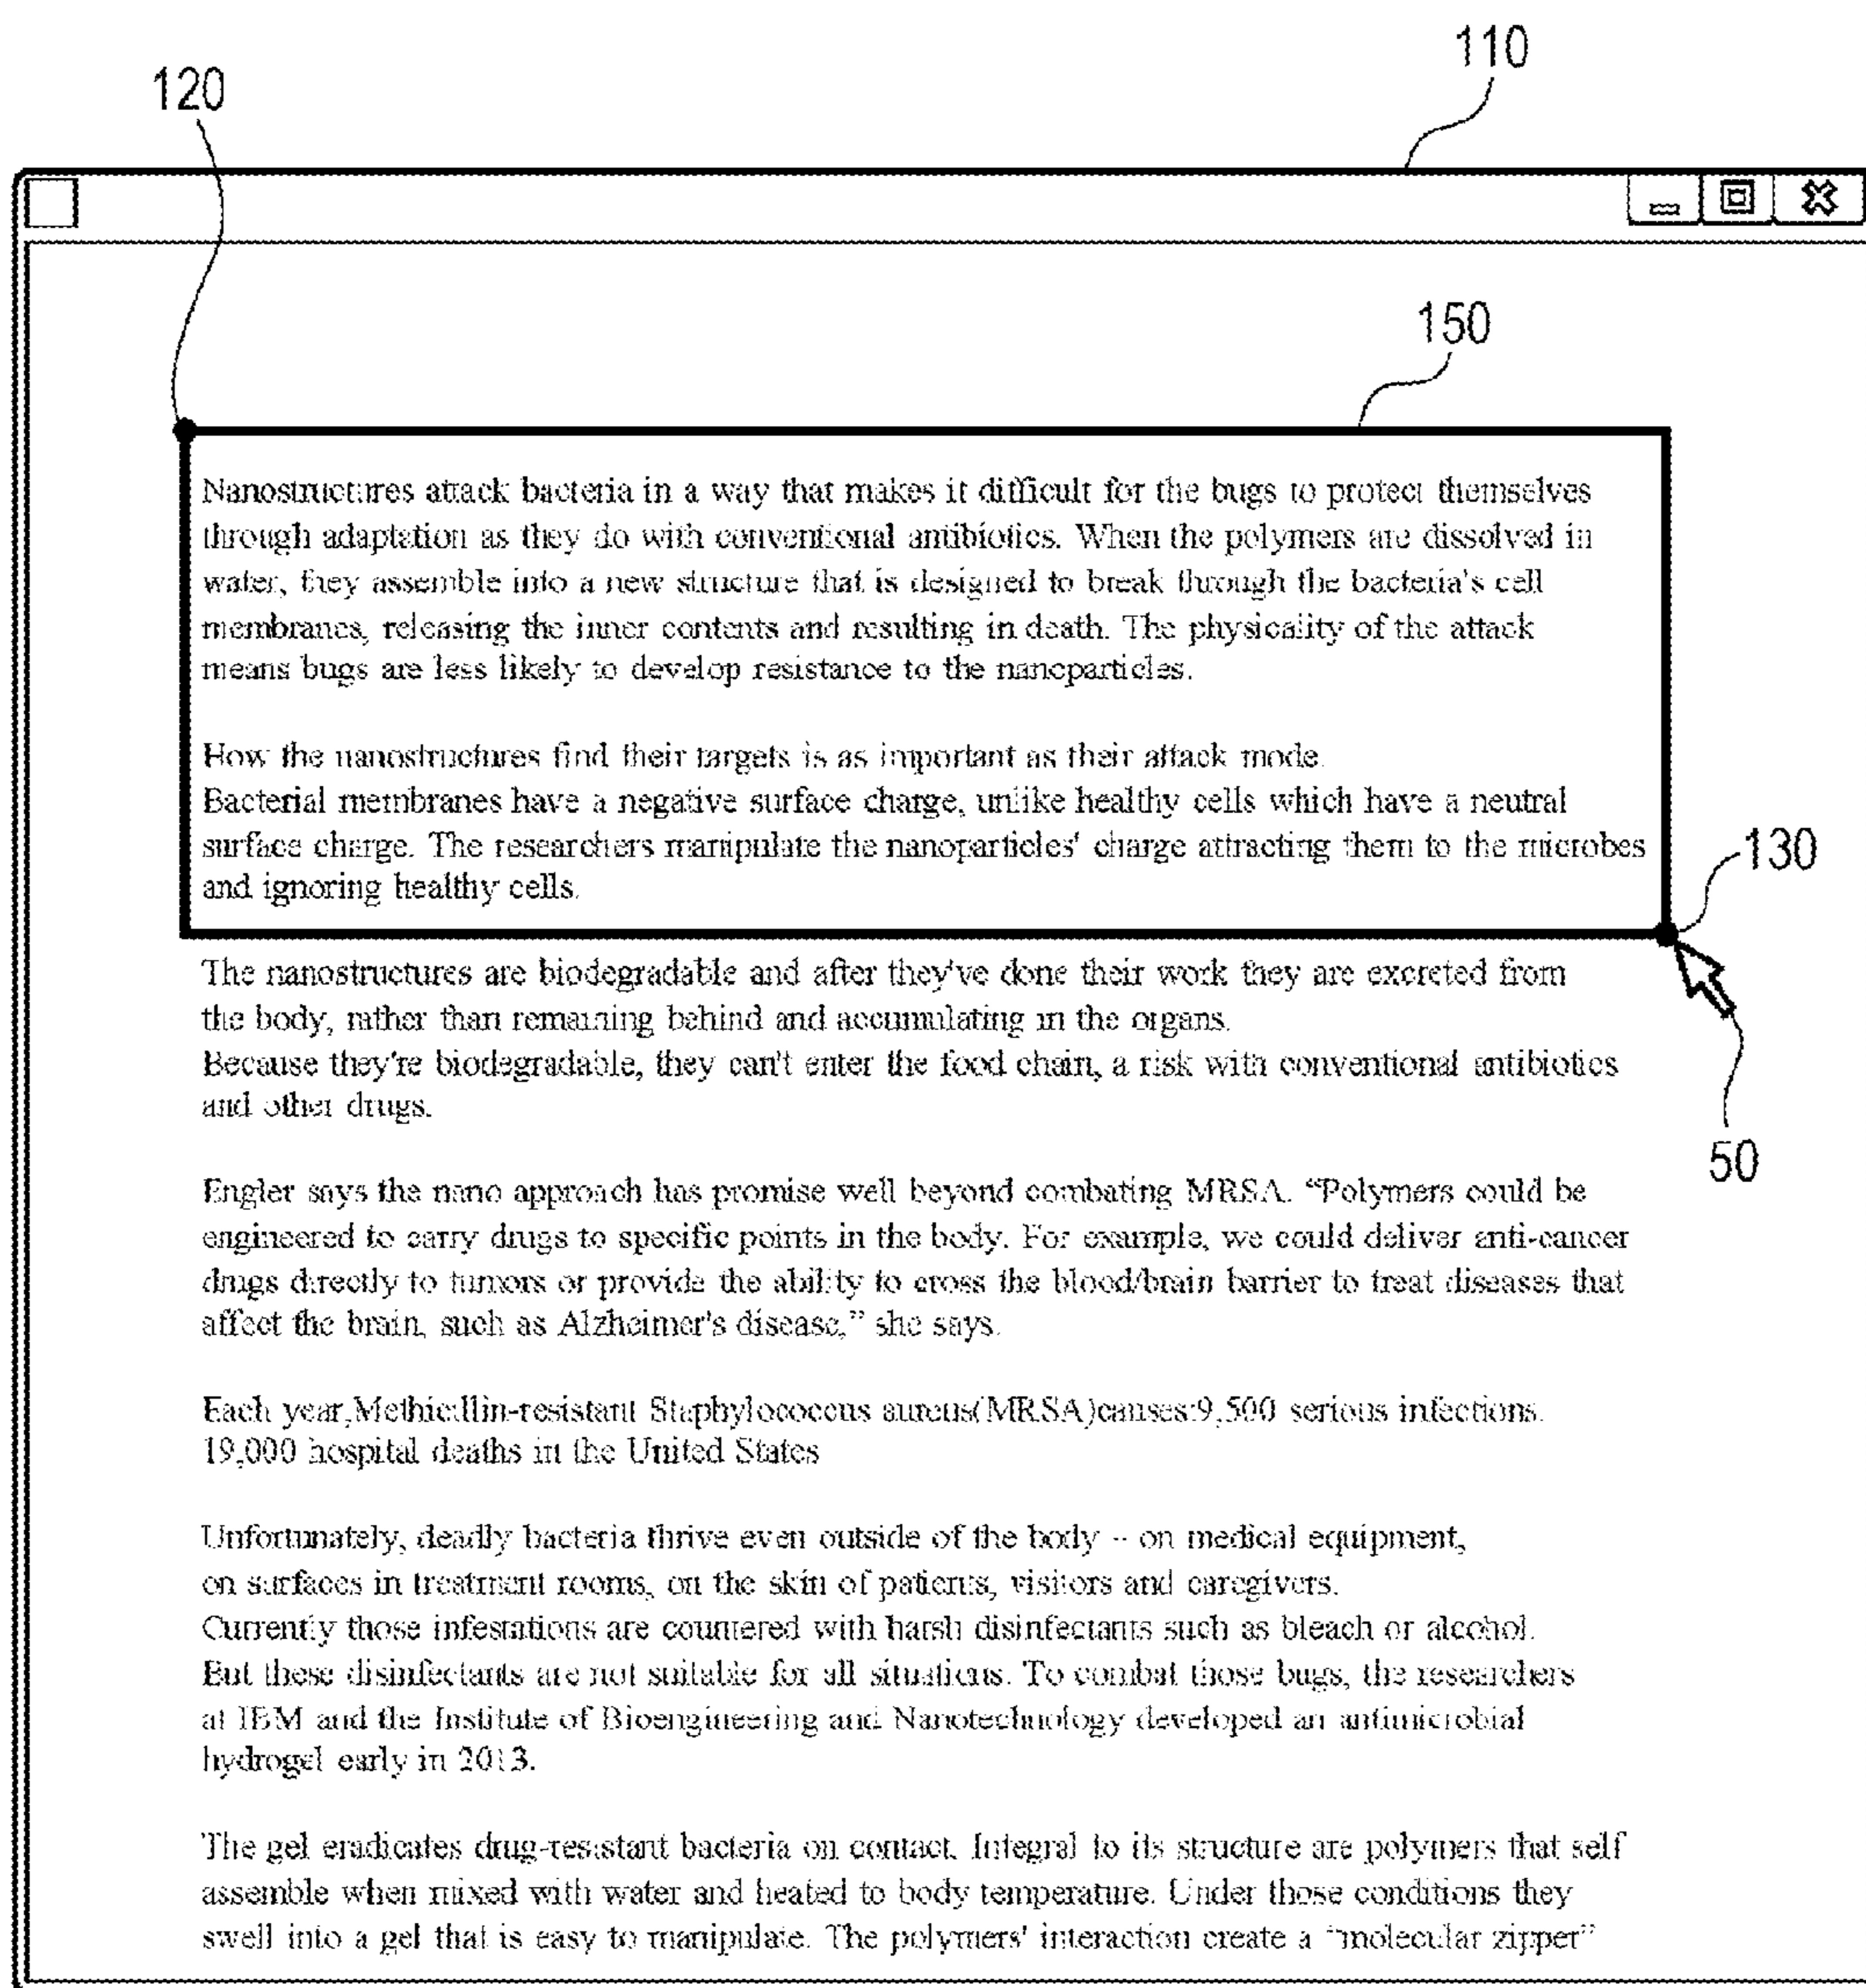 110
120
150
Nanostructures attack bacteria in a way that makes it difficult for the bugs to protect themselves
through adaptation as they do with conventional antibiotics. When the polymers are dissolved in
water, they assemble into a new structure that is designed to break through the bacteria's cell
membranes, releasing the inner contents and resulting in death. The physicality of the attack
means bugs are less likely to develop resistance to the nanoparticles.
How the nanostructures find their targets is as important as their attack mode.
Bacterial membranes have a negative surface charge, unlike healthy cells which have a neutral
surface charge. The researchers manipulate the nanoparticles' charge attracting them to the microbes
and ignoring healthy cells.
130
The nanostructures are biodegradable and after they've done their work they are excreted from
the body, rather than remaining behind and accumulating in the organs.
Because they're biodegradable, they can't enter the food chain, a risk with conventional antibiotics
and other drugs.
50
Engler says the nano approach has promise well beyond combating MRSA. “Polymers could be
engineered to carry drugs to specific points in the body. For example, we could deliver anti-cancer
drugs directly to tumors or provide the ability to cross the blood/brain barrier to treat diseases that
affect the brain, such as Alzheimer's disease,” she says.
Each year,Methicillin-resistant Staphylococcus aureus(MRSA)causes:9,500 serious infections.
19,000 hospital deaths in the United States
Unfortunately, deadly bacteria thrive even outside of the body -- on medical equipment,
on surfaces in treatment rooms, on the skin of patients, visitors and caregivers.
Currently those infestations are countered with harsh disinfectants such as bleach or alcohol.
But these disinfectants are not suitable for all situations. To combat those bugs, the researchers
at IBM and the Institute of Bioengineering and Nanotechnology developed an antimicrobial
hydrogel early in 2013.
The gel eradicates drug-resistant bacteria on contact. Integral to its structure are polymers that self
assemble when mixed with water and heated to body temperature. Under those conditions they
swell into a gel that is easy to manipulate. The polymers' interaction create a “molecular zipper”